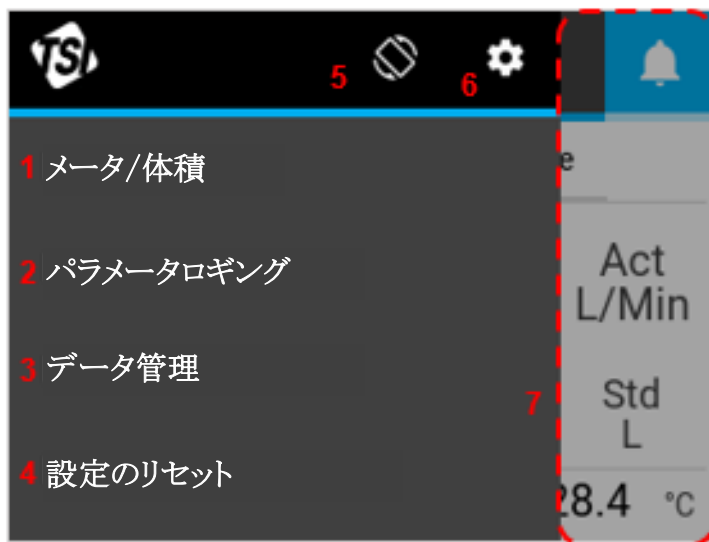 TSI
5
6
1 メータ/体積
e
2 パラメータロギング
Act
L/Min
3 データ管理
7
Std
L
4 設定のリセット
28.4 °C